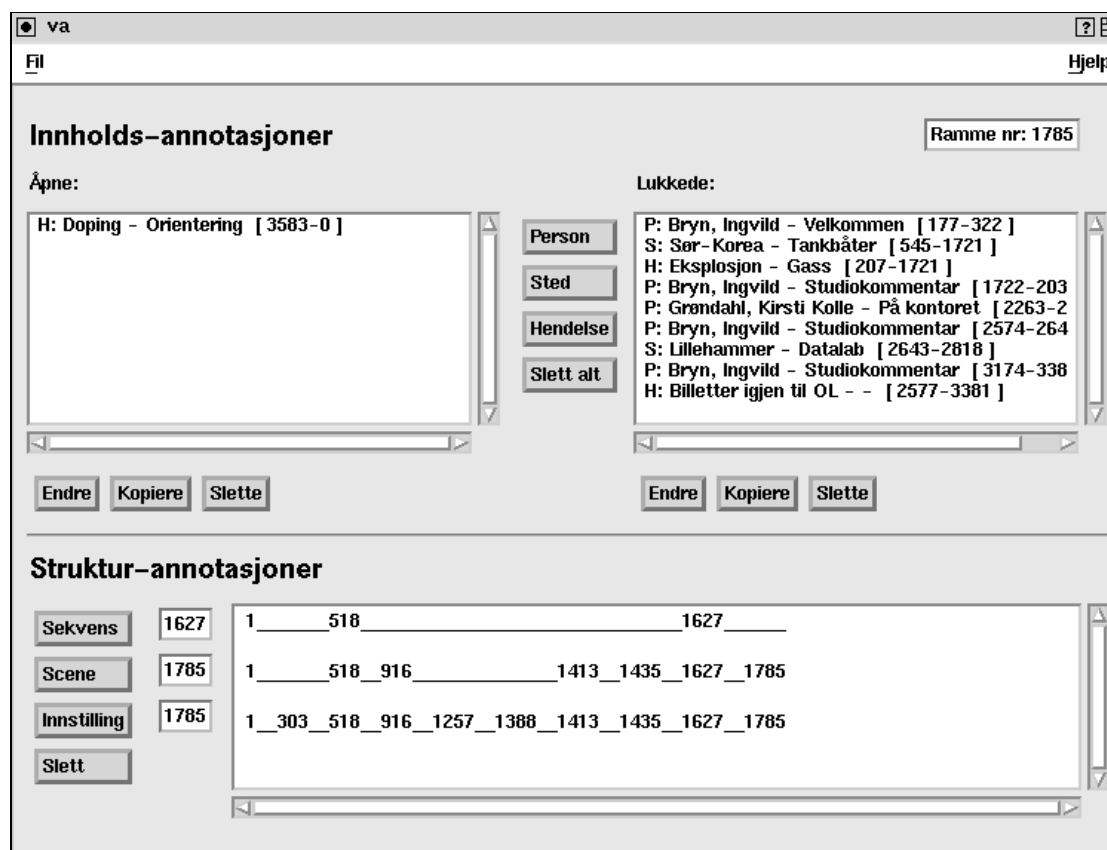 va ?
Fil Hjelp
Innholds-annotasjoner
Ramme nr: 1785
Åpne: Lukkede:
H: Doping - Orientering [ 3583-0 ]
Person
Sted
Hendelse
Slett alt
P: Bryn, Ingvild - Velkommen [ 177-322 ]
S: Sør-Korea - Tankbåter [ 545-1721 ]
H: Eksplosjon - Gass [ 207-1721 ]
P: Bryn, Ingvild - Studiokommentar [ 1722-203
P: Grøndahl, Kirsti Kolle - På kontoret [ 2263-2
P: Bryn, Ingvild - Studiokommentar [ 2574-264
S: Lillehammer - Datalab [ 2643-2818 ]
P: Bryn, Ingvild - Studiokommentar [ 3174-338
H: Billetter igjen til OL - - [ 2577-3381 ]
Endre Kopiere Slette Endre Kopiere Slette
Struktur-annotasjoner
Sekvens 1627 1_______518________________________________1627______
Scene 1785 1_______518__916______________1413__1435__1627__1785
Innstilling 1785 1__303__518__916__1257__1388__1413__1435__1627__1785
Slett